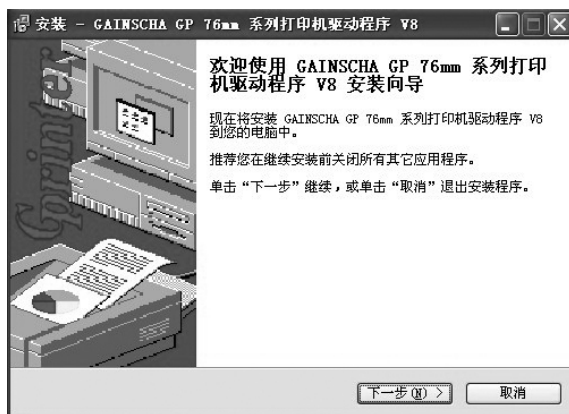 安装 - GAINSCHA GP 76mm 系列打印机驱动程序 V8
欢迎使用 GAINSCHA GP 76mm 系列打印
机驱动程序 V8 安装向导
现在将安装 GAINSCHA GP 76mm 系列打印机驱动程序 V8
到您的电脑中。
推荐您在继续安装前关闭所有其它应用程序。
单击“下一步”继续，或单击“取消”退出安装程序。
Gprinter
下一步(N) >
取消